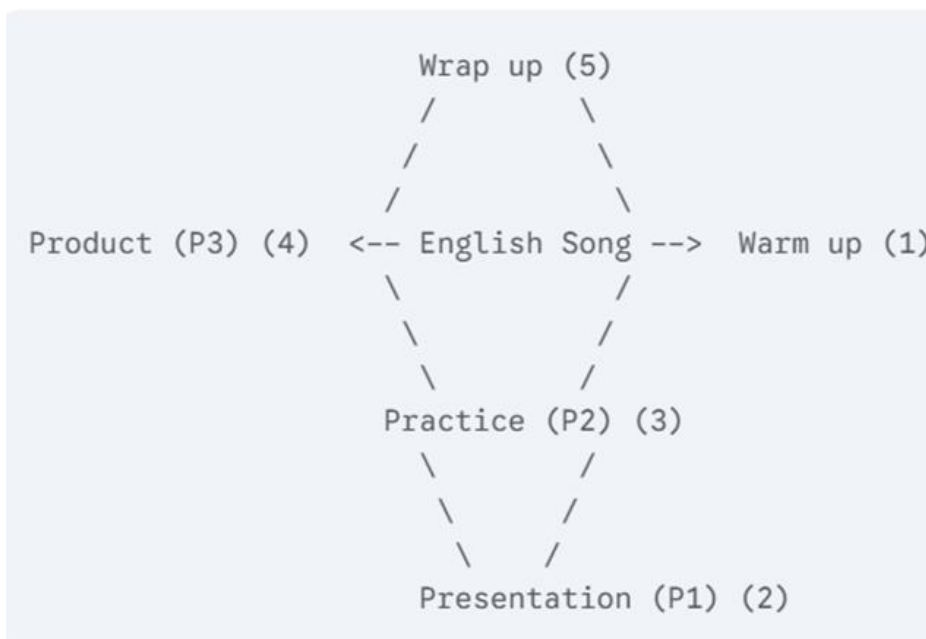 Wrap up (5)
/ \
/ \
/ \
Product (P3) (4) <-- English Song --> Warm up (1)
\ /
\ /
\ /
Practice (P2) (3)
\ /
\ /
\ /
Presentation (P1) (2)